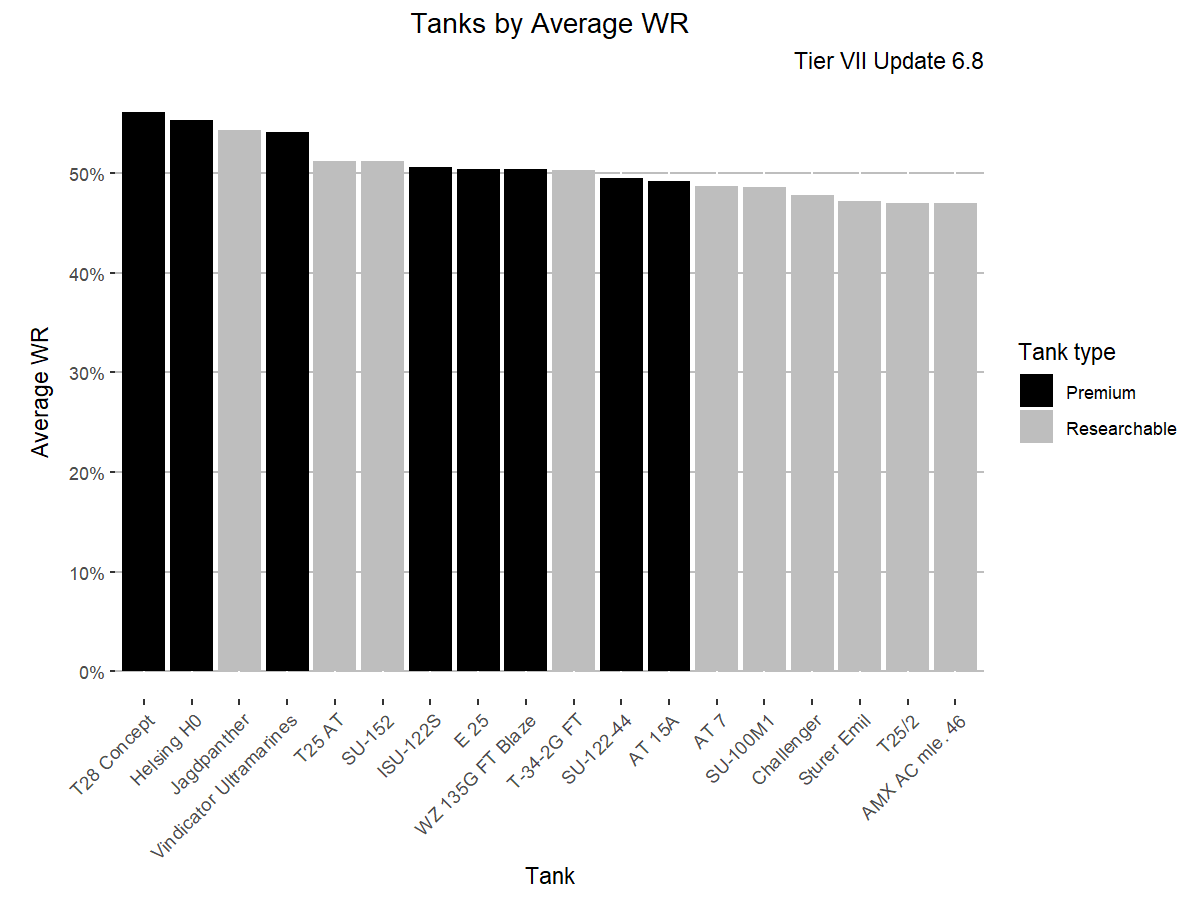 Tanks by Average WR
Tier VII Update 6.8
Average WR
50%
40%
30%
20%
10%
0%
T28 Concept
Helsing H0
Jagdpanther
Vindicator Ultramarines
T25 AT
SU-152
ISU-122S
E 25
WZ 135G FT Blaze
T-34-2G FT
SU-122-44
AT 15A
AT 7
SU-100M1
Challenger
Sturer Emil
T25/2
AMX AC mle. 46
Tank
Tank type
Premium
Researchable